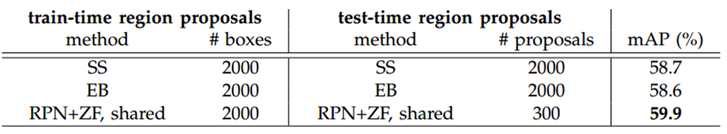 train-time region proposals test-time region proposals
method # boxes method # proposals mAP (%)
SS 2000 SS 2000 58.7
EB 2000 EB 2000 58.6
RPN+ZF, shared 2000 RPN+ZF, shared 300 59.9